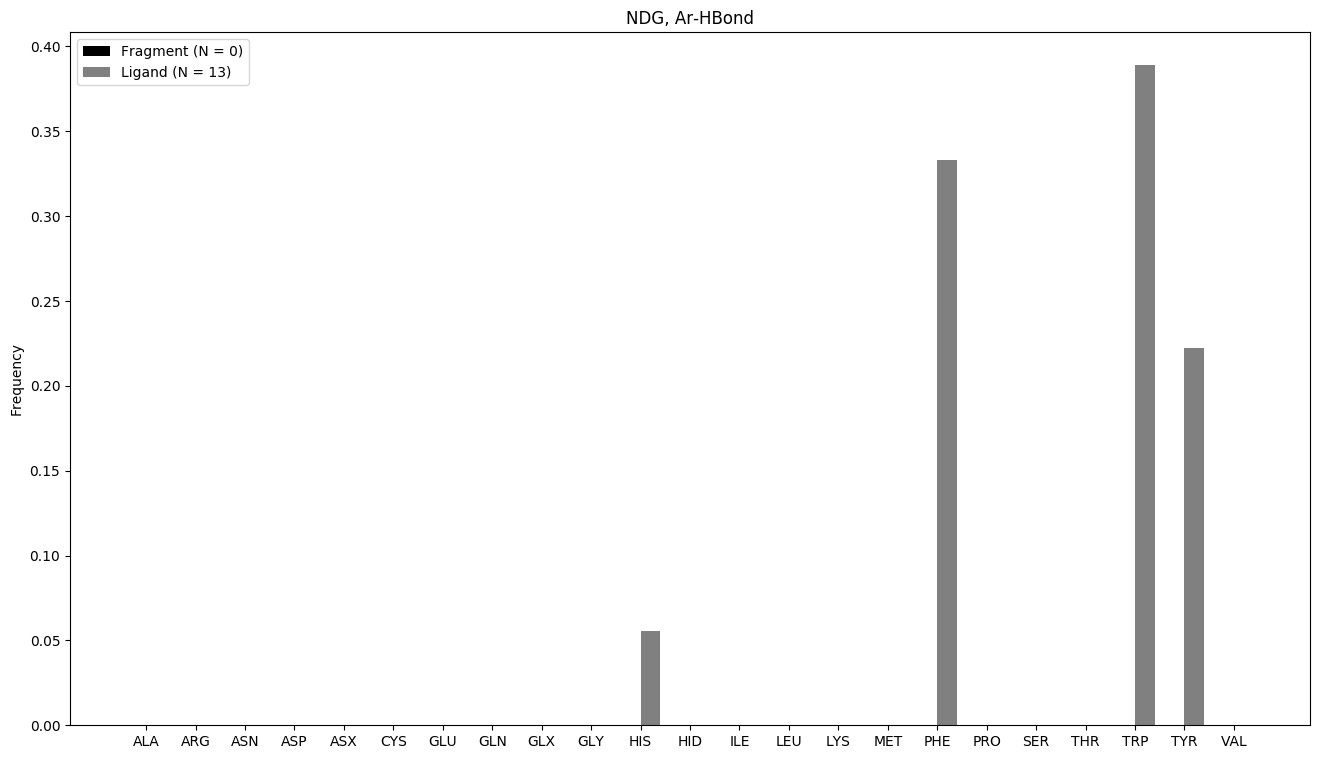 NDG, Ar-HBond
Fragment (N = 0)
Ligand (N = 13)
Frequency
0.40
0.35
0.30
0.25
0.20
0.15
0.10
0.05
0.00
ALA ARG ASN ASP ASX CYS GLU GLN GLX GLY HIS HID ILE LEU LYS MET PHE PRO SER THR TRP TYR VAL